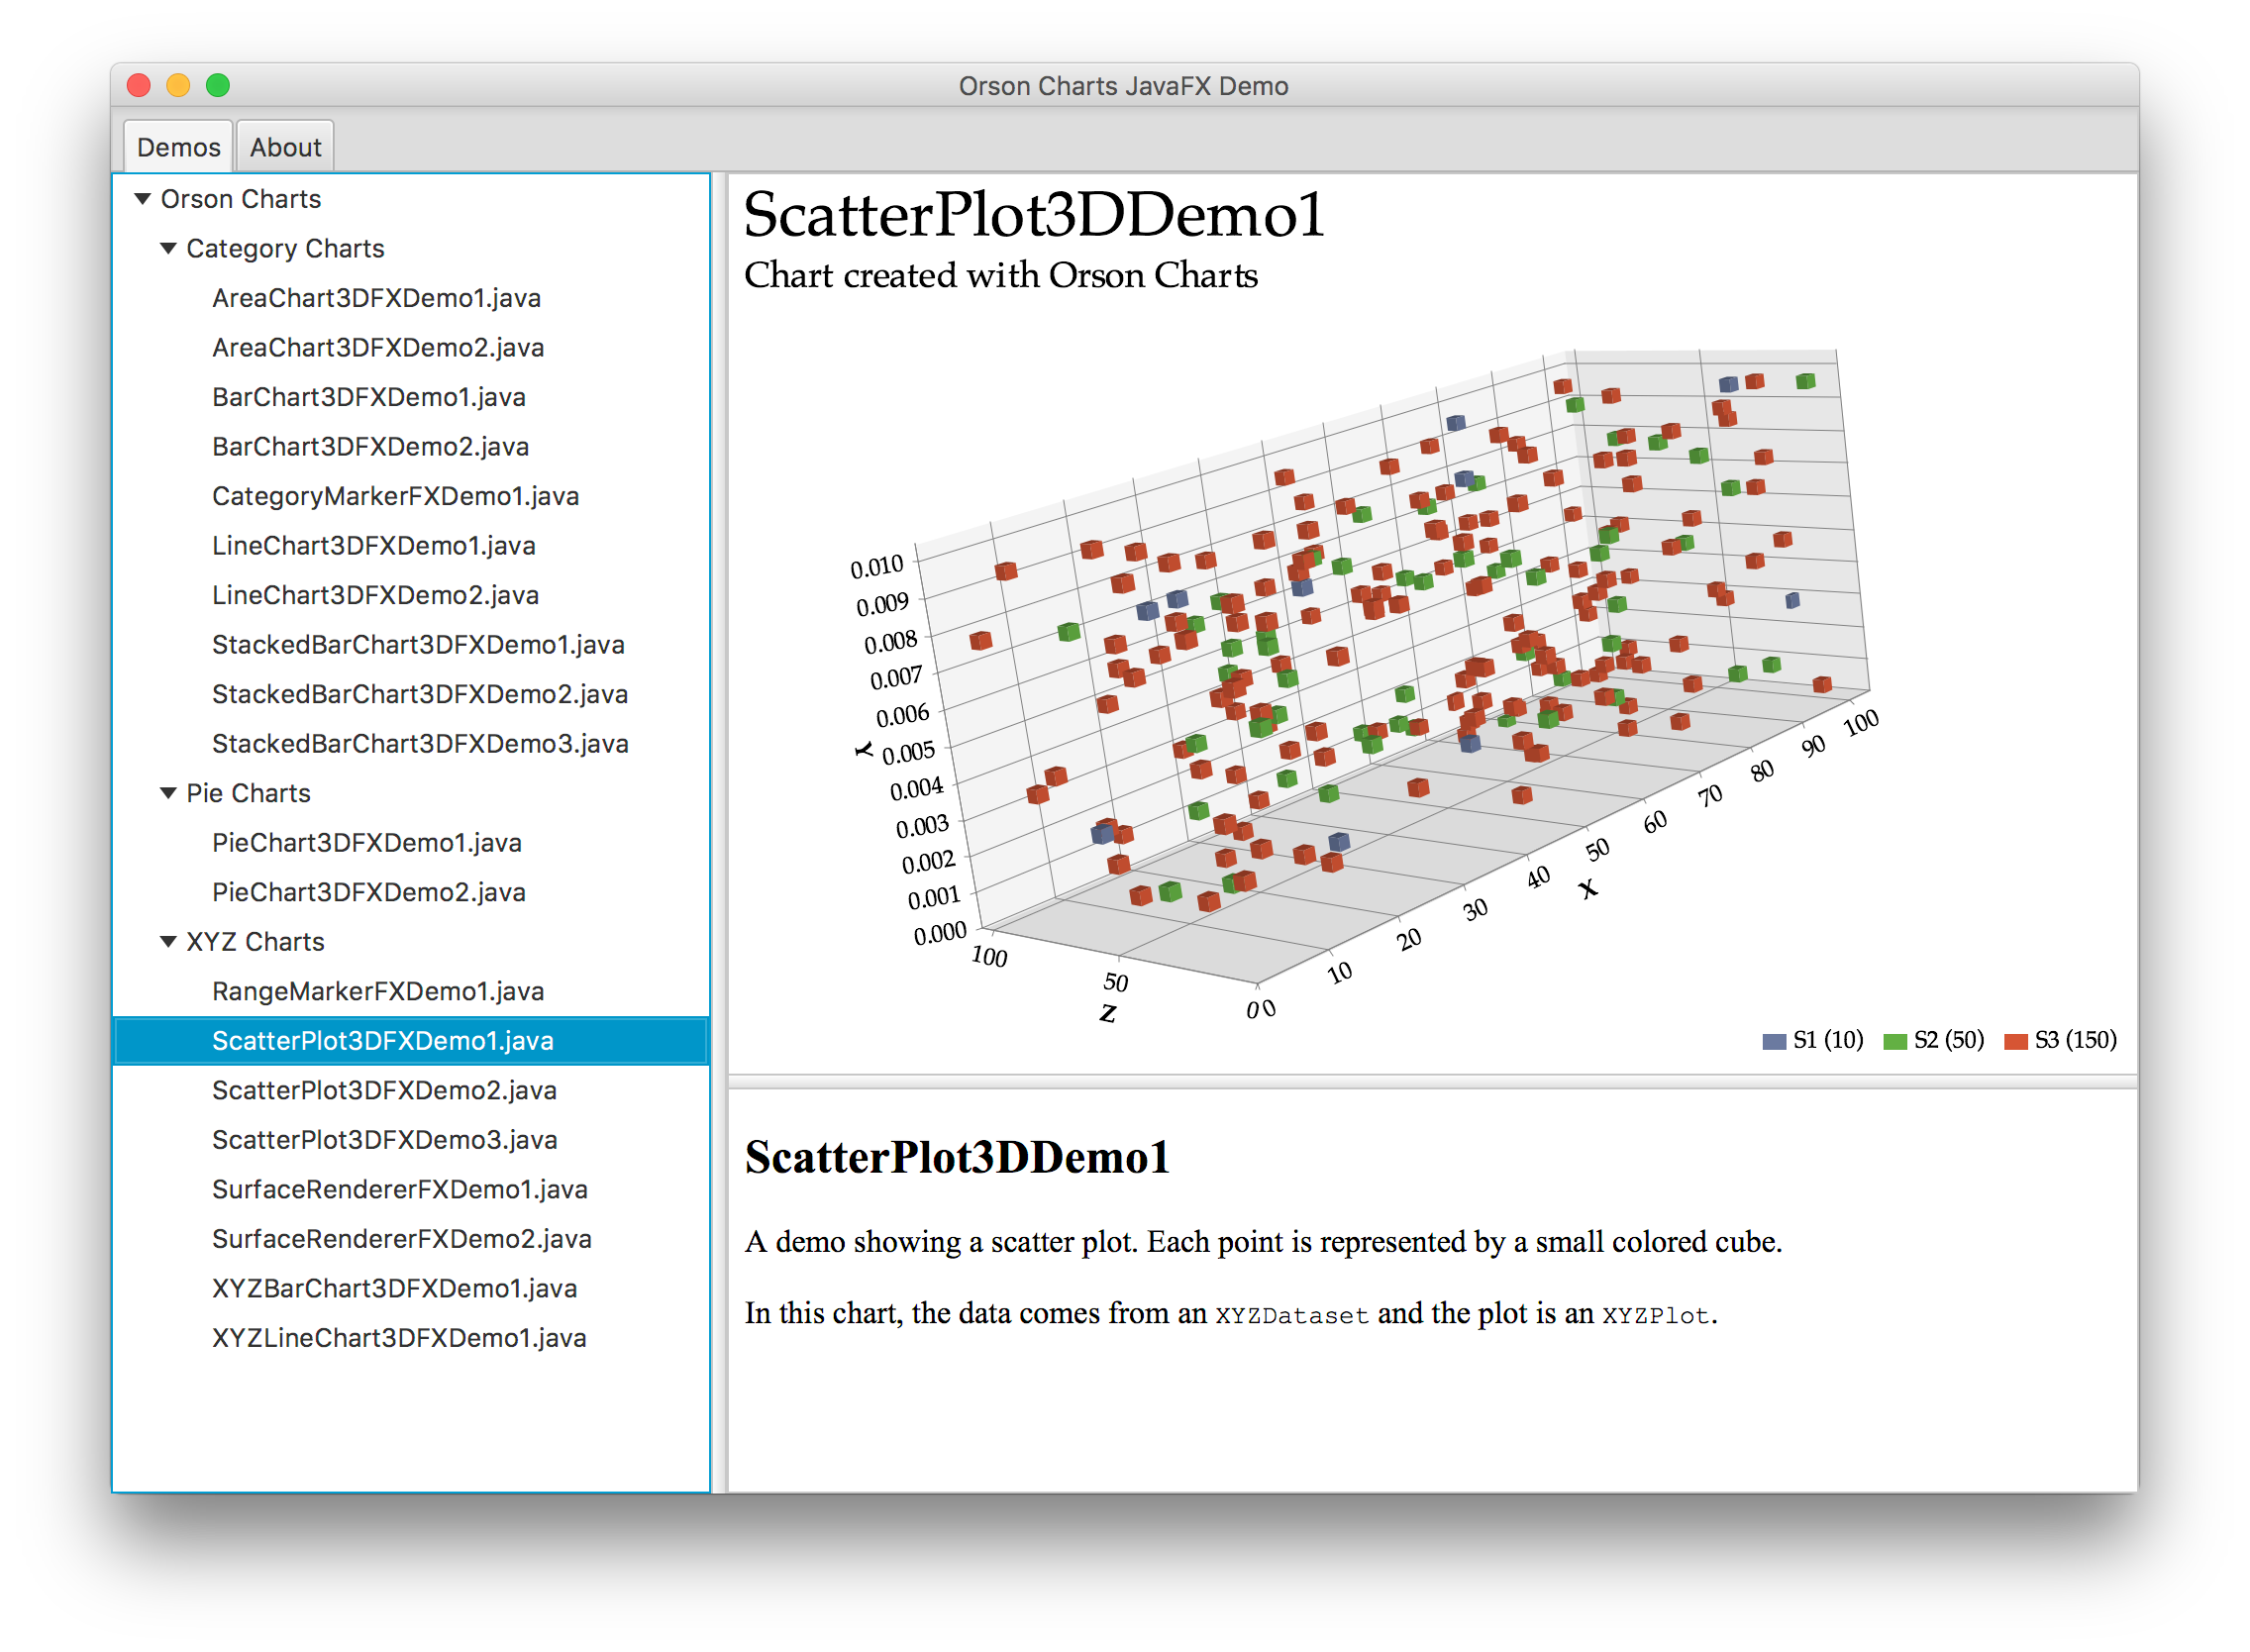 Orson Charts JavaFX Demo
Demos
About
Orson Charts
Category Charts
AreaChart3DFXDemo1.java
AreaChart3DFXDemo2.java
BarChart3DFXDemo1.java
BarChart3DFXDemo2.java
CategoryMarkerFXDemo1.java
LineChart3DFXDemo1.java
LineChart3DFXDemo2.java
StackedBarChart3DFXDemo1.java
StackedBarChart3DFXDemo2.java
StackedBarChart3DFXDemo3.java
Pie Charts
PieChart3DFXDemo1.java
PieChart3DFXDemo2.java
XYZ Charts
RangeMarkerFXDemo1.java
ScatterPlot3DFXDemo1.java
ScatterPlot3DFXDemo2.java
ScatterPlot3DFXDemo3.java
SurfaceRendererFXDemo1.java
SurfaceRendererFXDemo2.java
XYZBarChart3DFXDemo1.java
XYZLineChart3DFXDemo1.java
ScatterPlot3DDemo1
Chart created with Orson Charts
0.010
0.009
0.008
0.007
0.006
0.005
0.004
0.003
0.002
0.001
0.000
Y
100
50
0
Z
0
10
20
30
40
50
60
70
80
90
100
X
S1 (10) S2 (50) S3 (150)
ScatterPlot3DDemo1
A demo showing a scatter plot. Each point is represented by a small colored cube.
In this chart, the data comes from an XYZDataset and the plot is an XYZPlot.